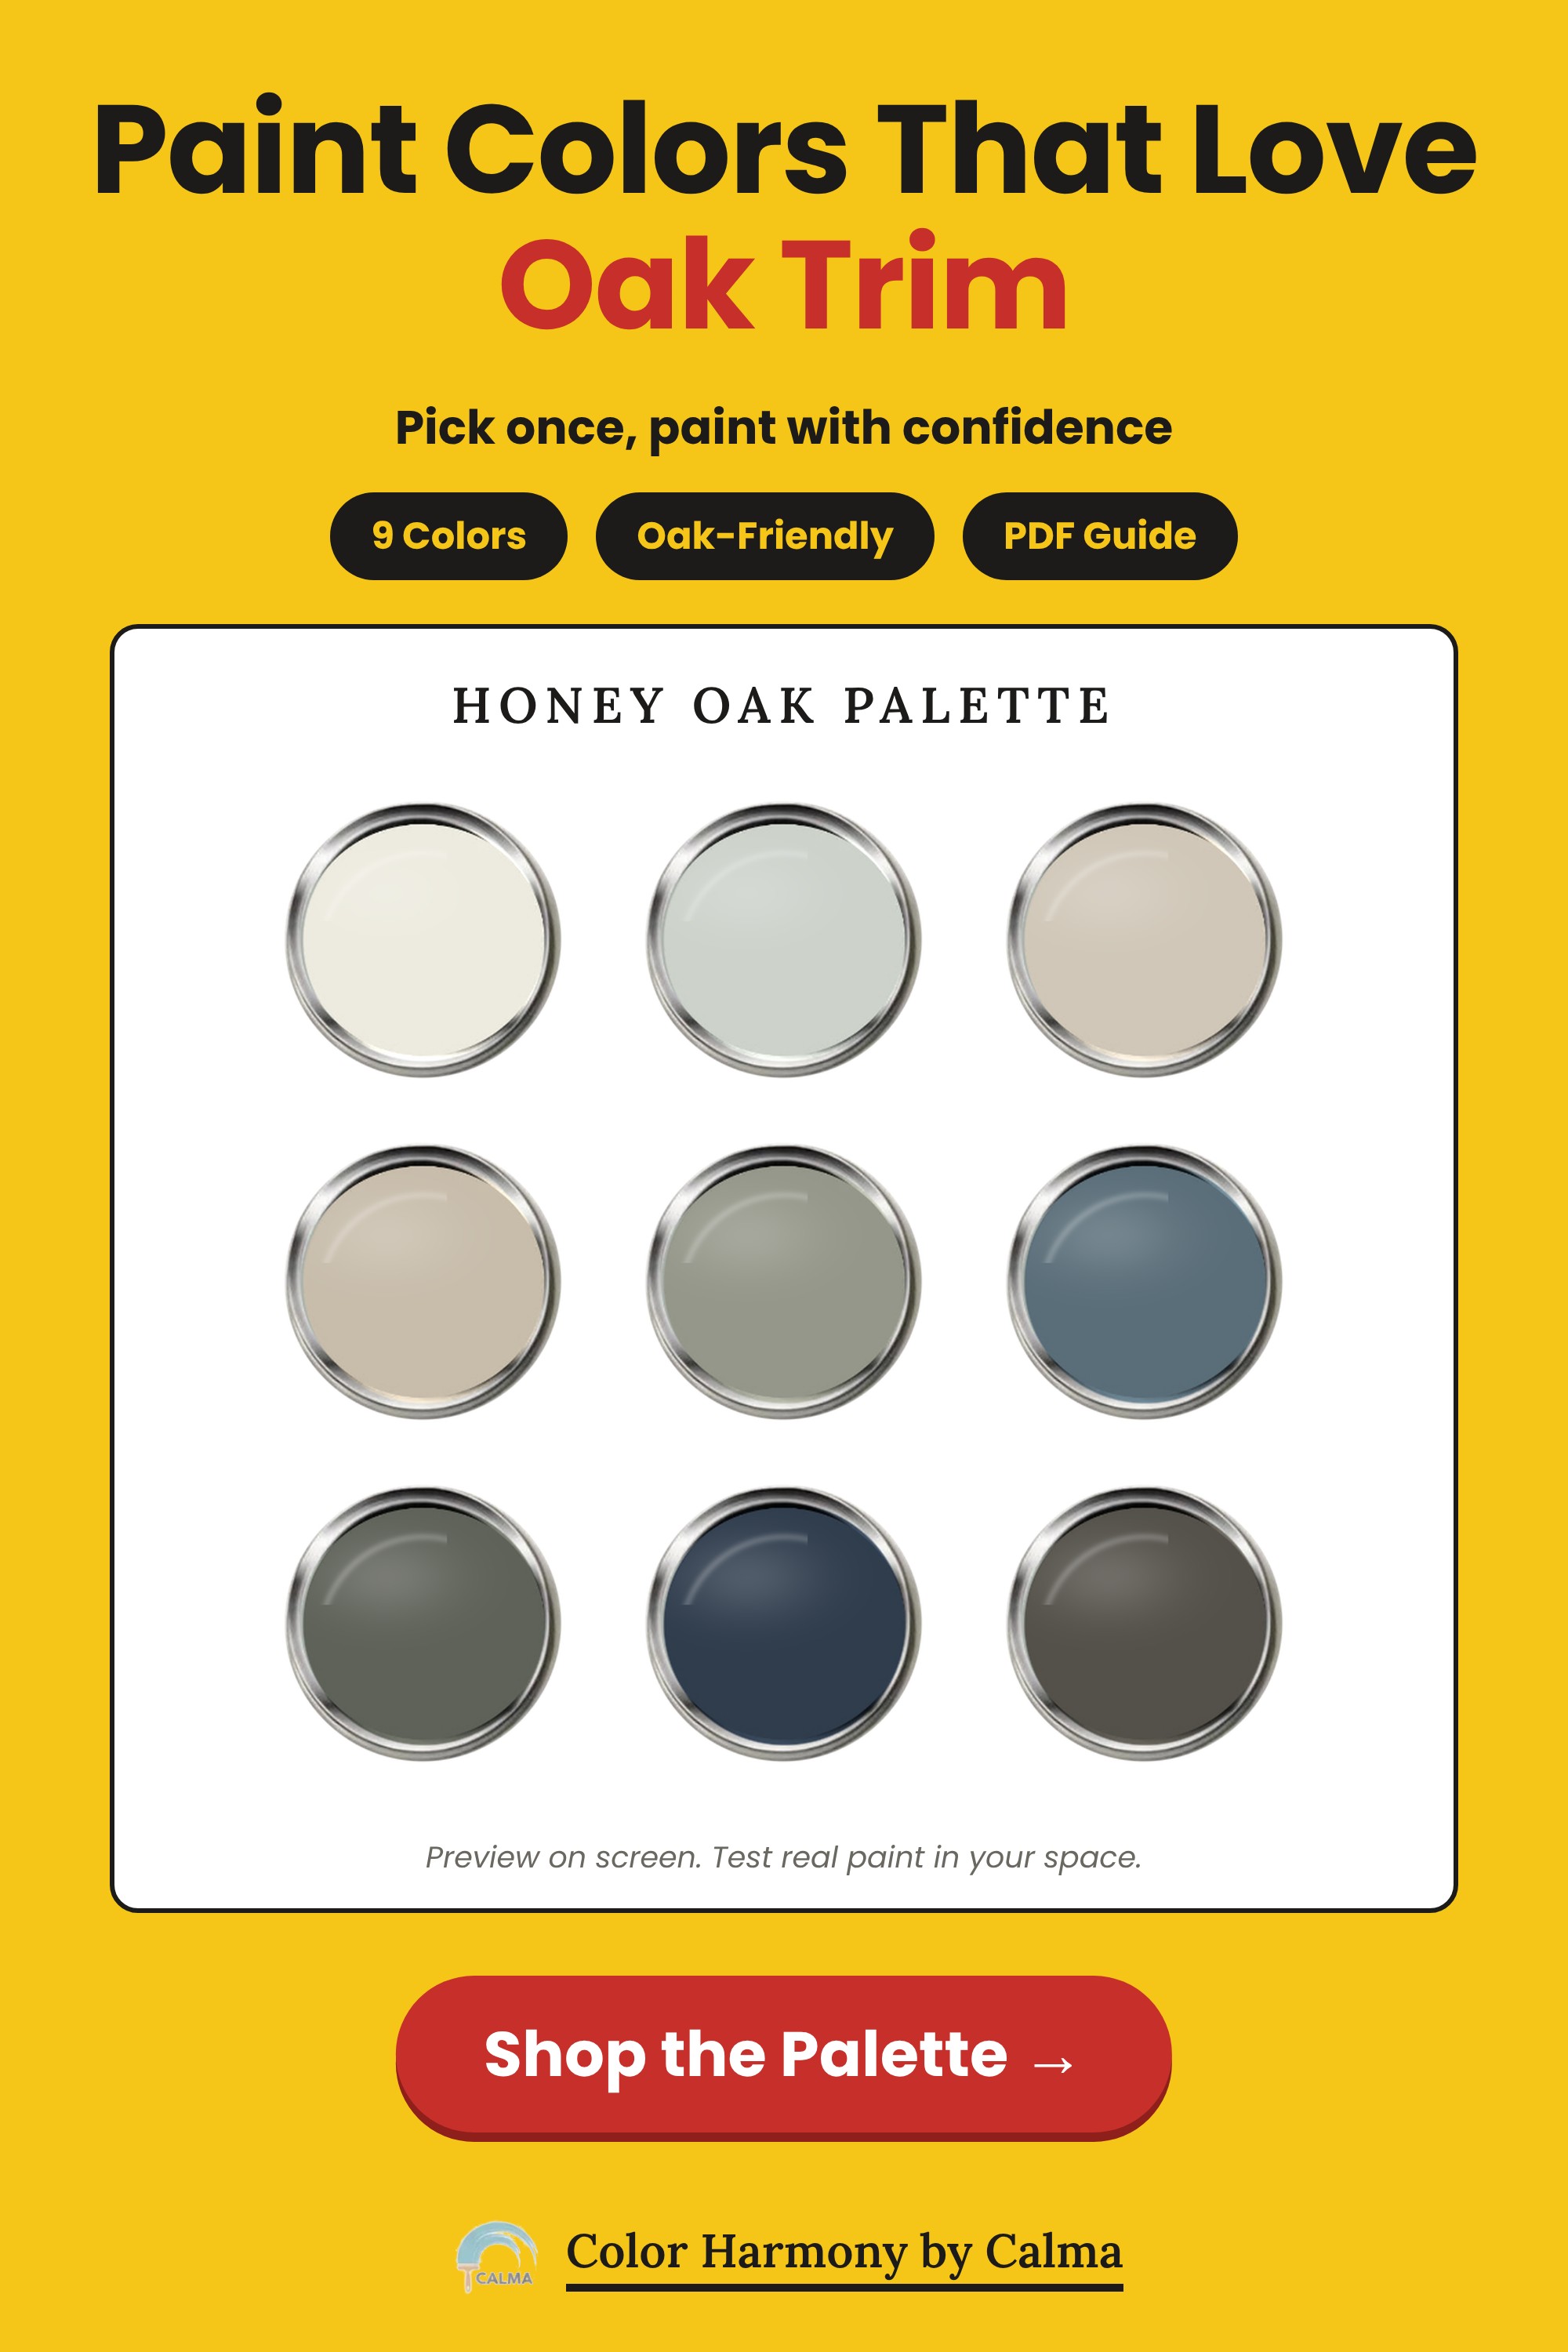 Paint Colors That Love
Oak Trim
Pick once, paint with confidence
9 Colors
Oak-Friendly
PDF Guide
HONEY OAK PALETTE
Preview on screen. Test real paint in your space.
Shop the Palette →
CALMA
Color Harmony by Calma